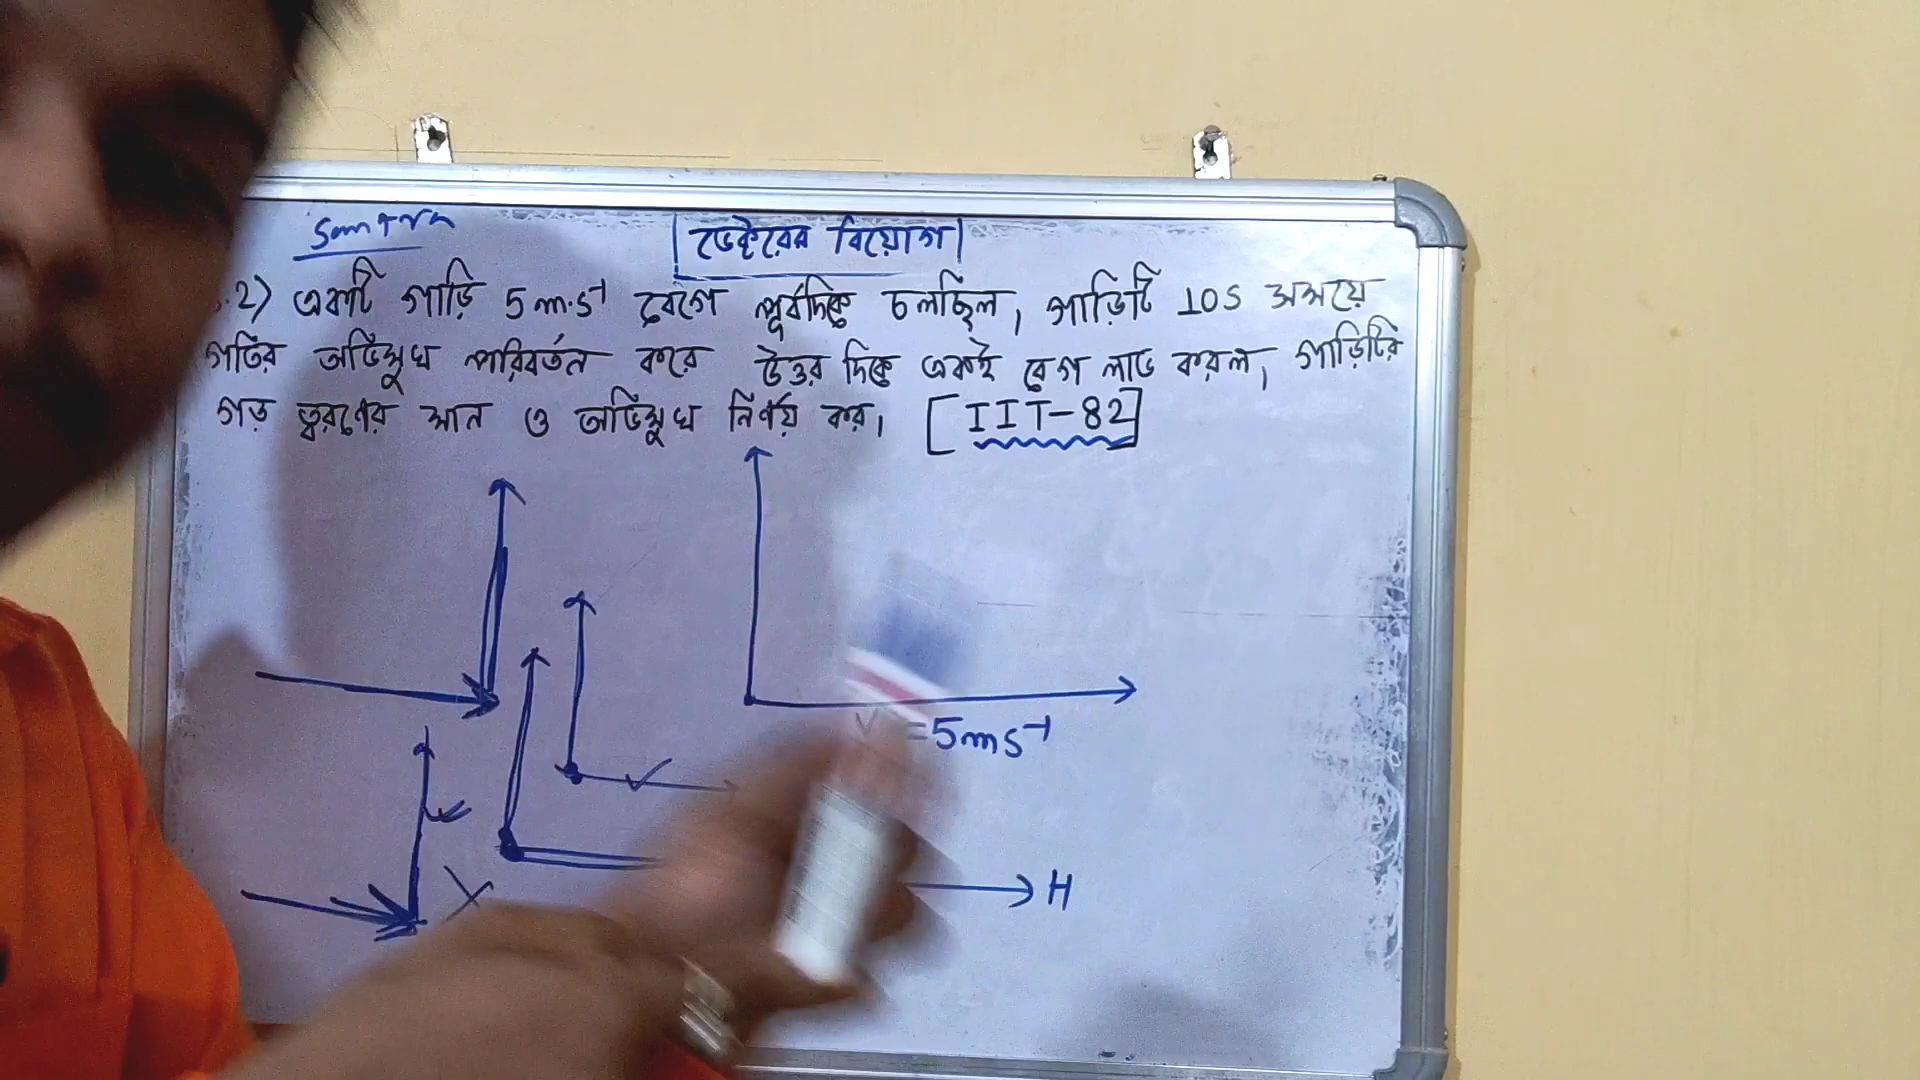 ভেক্টরের বিয়োগ
.2) একটি গাড়ি 5 m.s⁻¹ বেগে পূর্বদিকে চলছিল, গাড়িটি 10s সময়ে
গতির অভিমুখ পরিবর্তন করে উত্তর দিকে একই বেগ লাভ করল, গাড়িটির
গড় ত্বরণের মান ও অভিমুখ নির্ণয় কর। [IIT-82]
= 5ms⁻¹
H